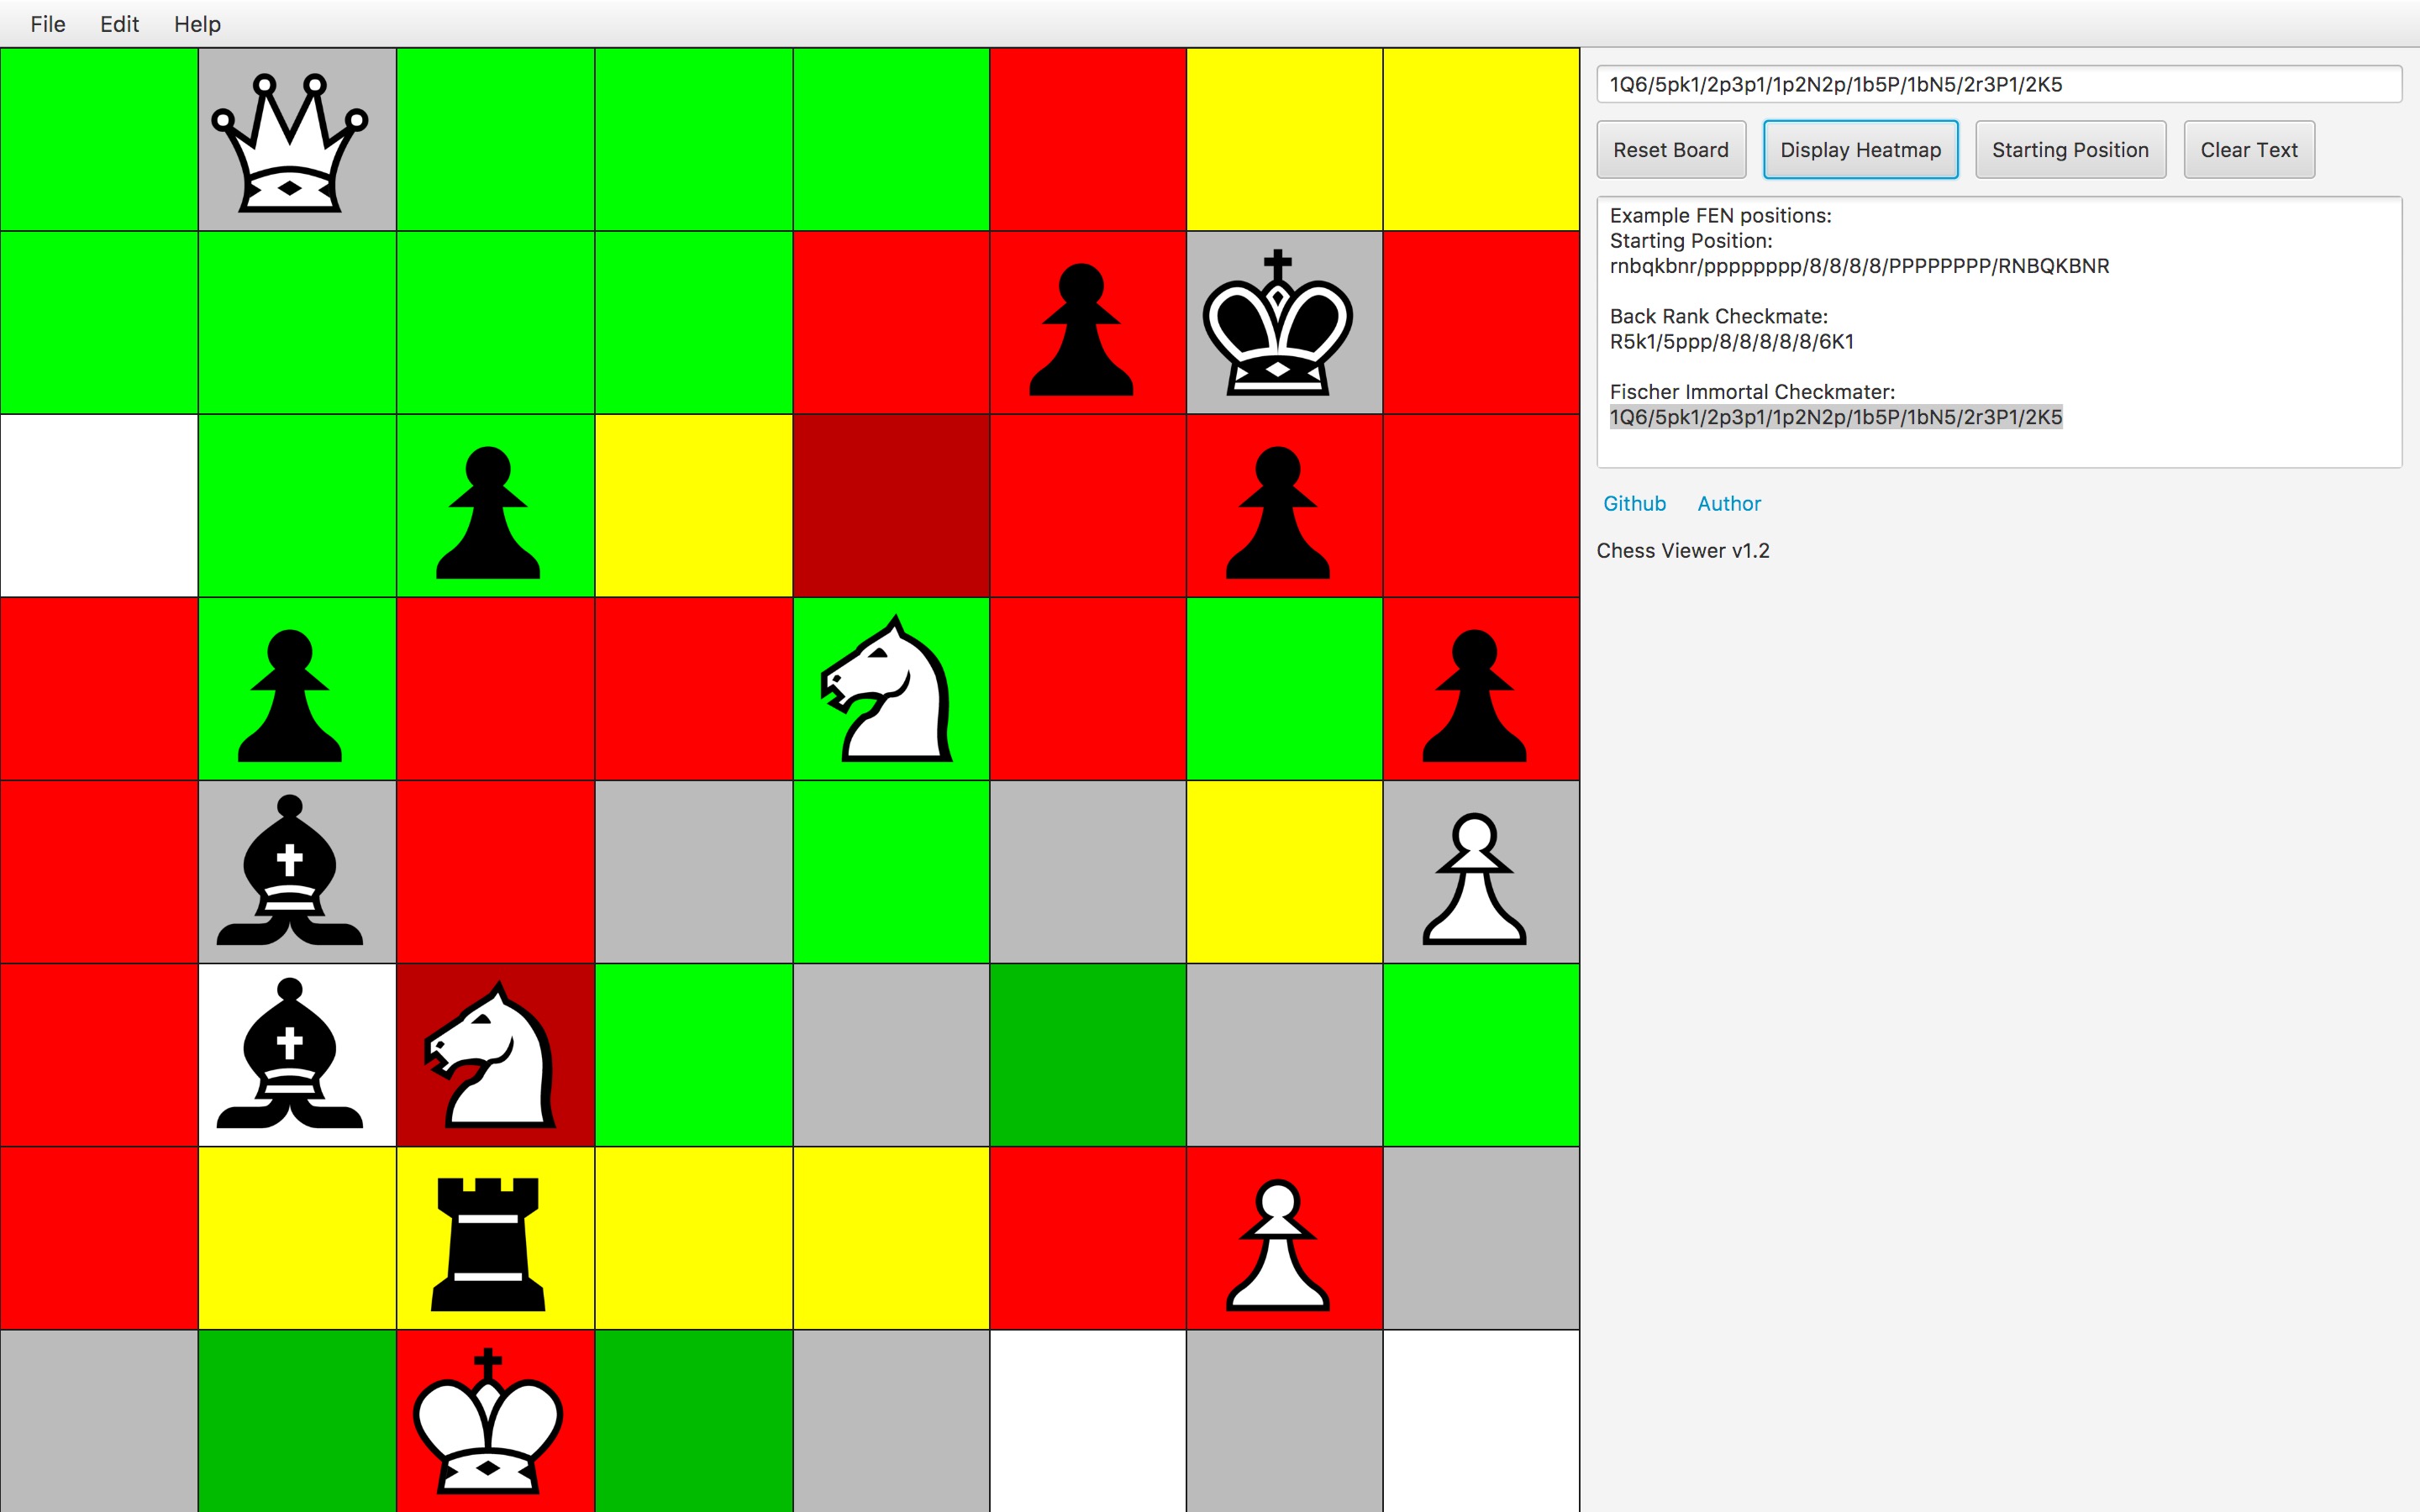 File Edit Help
1Q6/5pk1/2p3p1/1p2N2p/1b5P/1bN5/2r3P1/2K5
Reset Board Display Heatmap Starting Position Clear Text
Example FEN positions:
Starting Position:
rnbqkbnr/pppppppp/8/8/8/8/PPPPPPPP/RNBQKBNR
Back Rank Checkmate:
R5k1/5ppp/8/8/8/8/8/6K1
Fischer Immortal Checkmater:
1Q6/5pk1/2p3p1/1p2N2p/1b5P/1bN5/2r3P1/2K5
Github Author
Chess Viewer v1.2